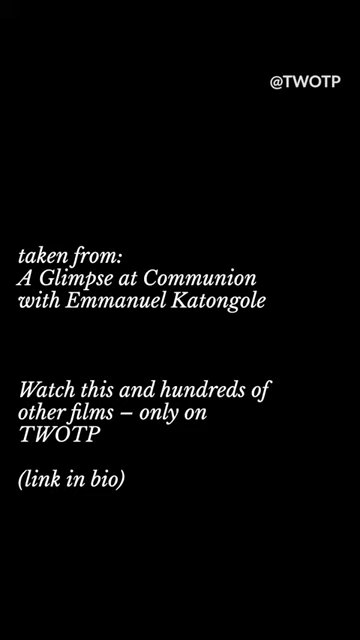 @TWOTP
taken from:
A Glimpse at Communion
with Emmanuel Katongole
Watch this and hundreds of
other films – only on
TWOTP
(link in bio)